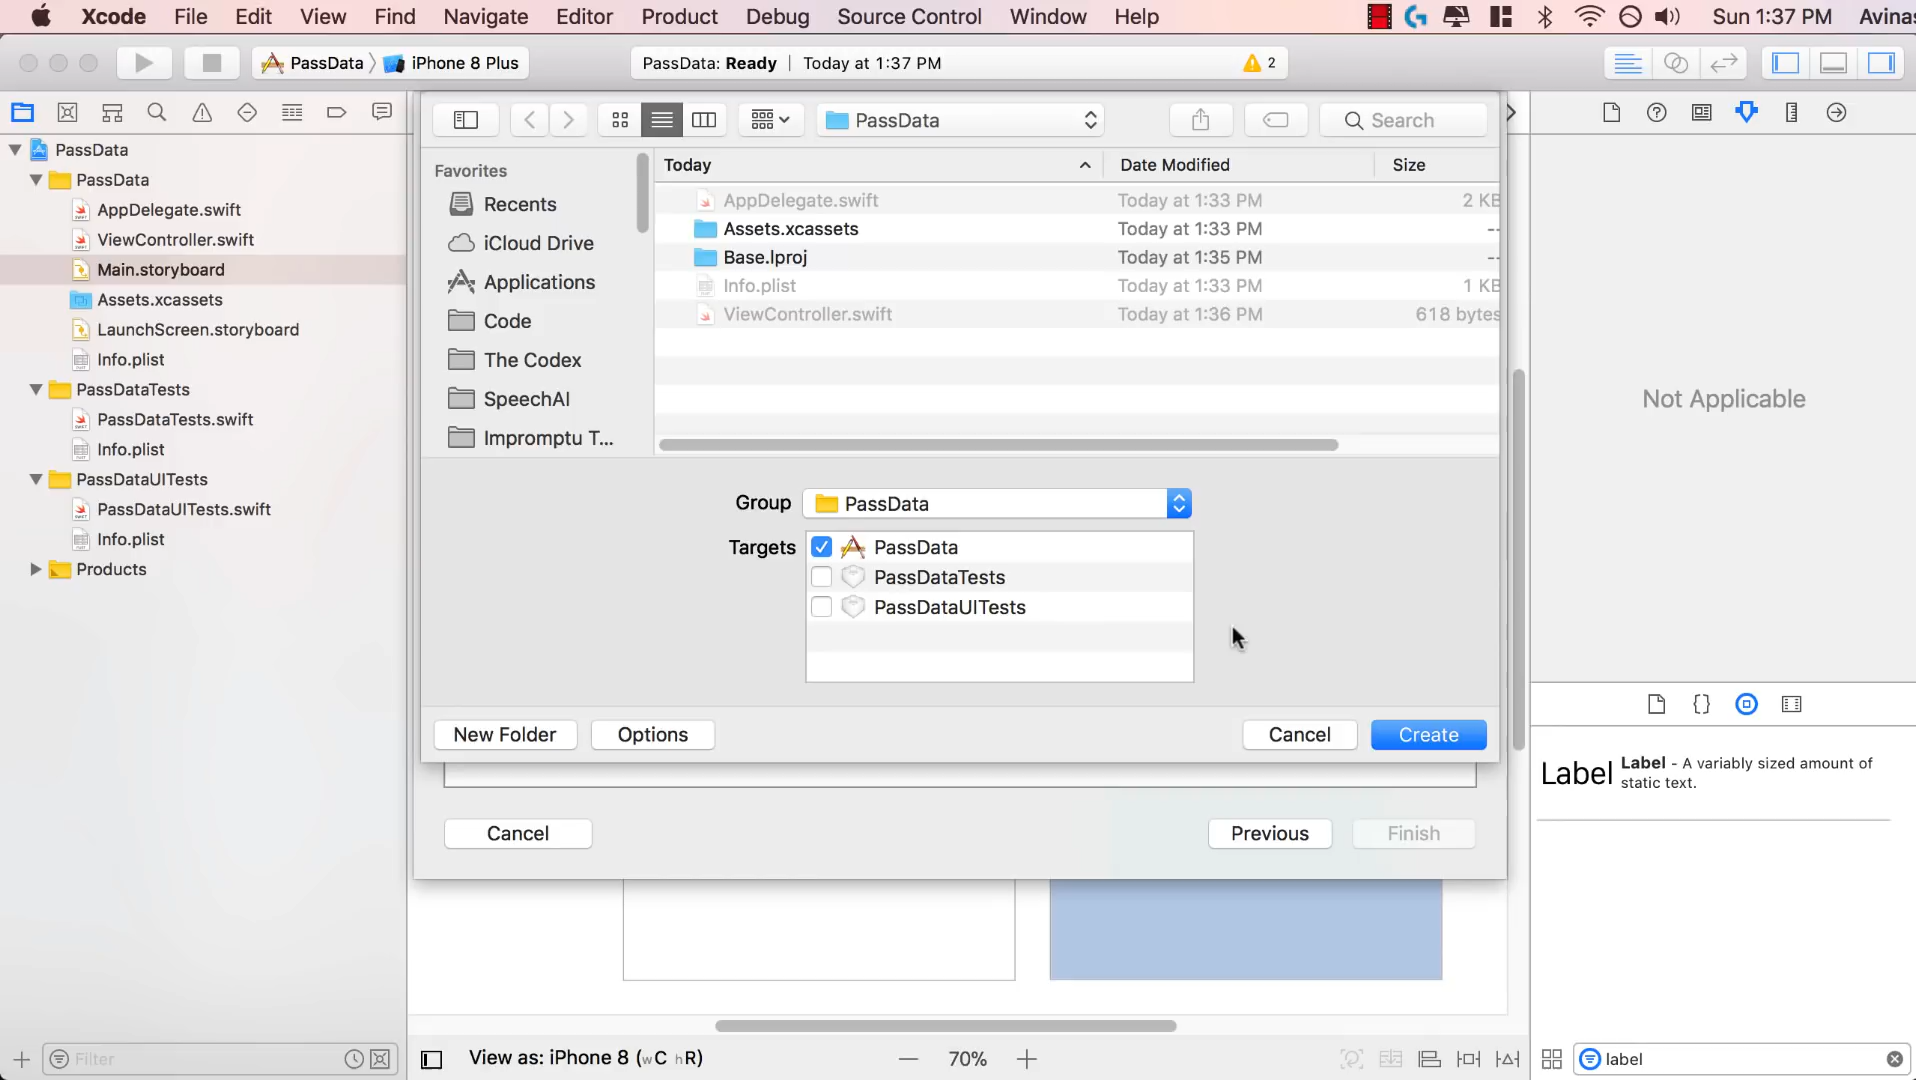 Xcode File Edit View Find Navigate Editor Product Debug Source Control Window Help Sun 1:37 PM Avinas
PassData iPhone 8 Plus PassData: Ready Today at 1:37 PM 2
PassData Search
PassData
PassData
AppDelegate.swift
ViewController.swift
Main.storyboard
Assets.xcassets
LaunchScreen.storyboard
Info.plist
PassDataTests
PassDataTests.swift
Info.plist
PassDataUITests
PassDataUITests.swift
Info.plist
Products
Favorites
Recents
iCloud Drive
Applications
Code
The Codex
SpeechAI
Impromptu T...
Today Date Modified Size
AppDelegate.swift Today at 1:33 PM 2 KB
Assets.xcassets Today at 1:33 PM --
Base.lproj Today at 1:35 PM --
Info.plist Today at 1:33 PM 1 KB
ViewController.swift Today at 1:36 PM 618 bytes
Group PassData
Targets PassData
PassDataTests
PassDataUITests
New Folder Options Cancel Create
Cancel Previous Finish
Not Applicable
Label Label - A variably sized amount of
static text.
Filter View as: iPhone 8 (wC hR) 70% label